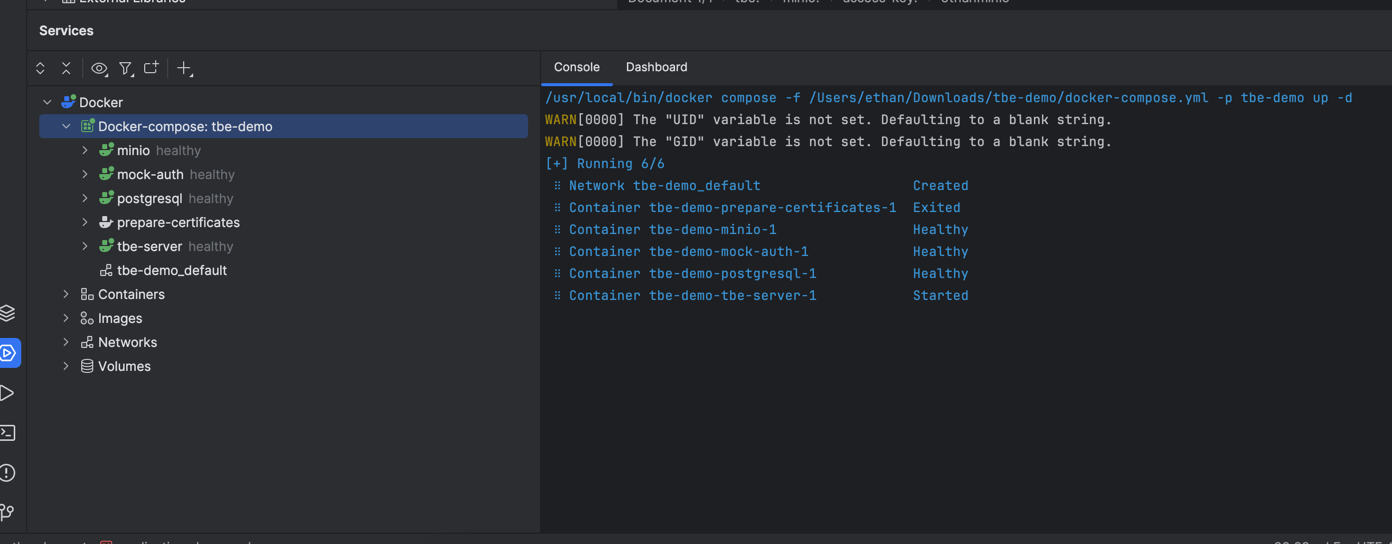 External Libraries
Services
Docker
Docker-compose: tbe-demo
minio healthy
mock-auth healthy
postgresql healthy
prepare-certificates
tbe-server healthy
tbe-demo_default
Containers
Images
Networks
Volumes
Console Dashboard
/usr/local/bin/docker compose -f /Users/ethan/Downloads/tbe-demo/docker-compose.yml -p tbe-demo up -d
WARN[0000] The "UID" variable is not set. Defaulting to a blank string.
WARN[0000] The "GID" variable is not set. Defaulting to a blank string.
[+] Running 6/6
⠿ Network tbe-demo_default Created
⠿ Container tbe-demo-prepare-certificates-1 Exited
⠿ Container tbe-demo-minio-1 Healthy
⠿ Container tbe-demo-mock-auth-1 Healthy
⠿ Container tbe-demo-postgresql-1 Healthy
⠿ Container tbe-demo-tbe-server-1 Started